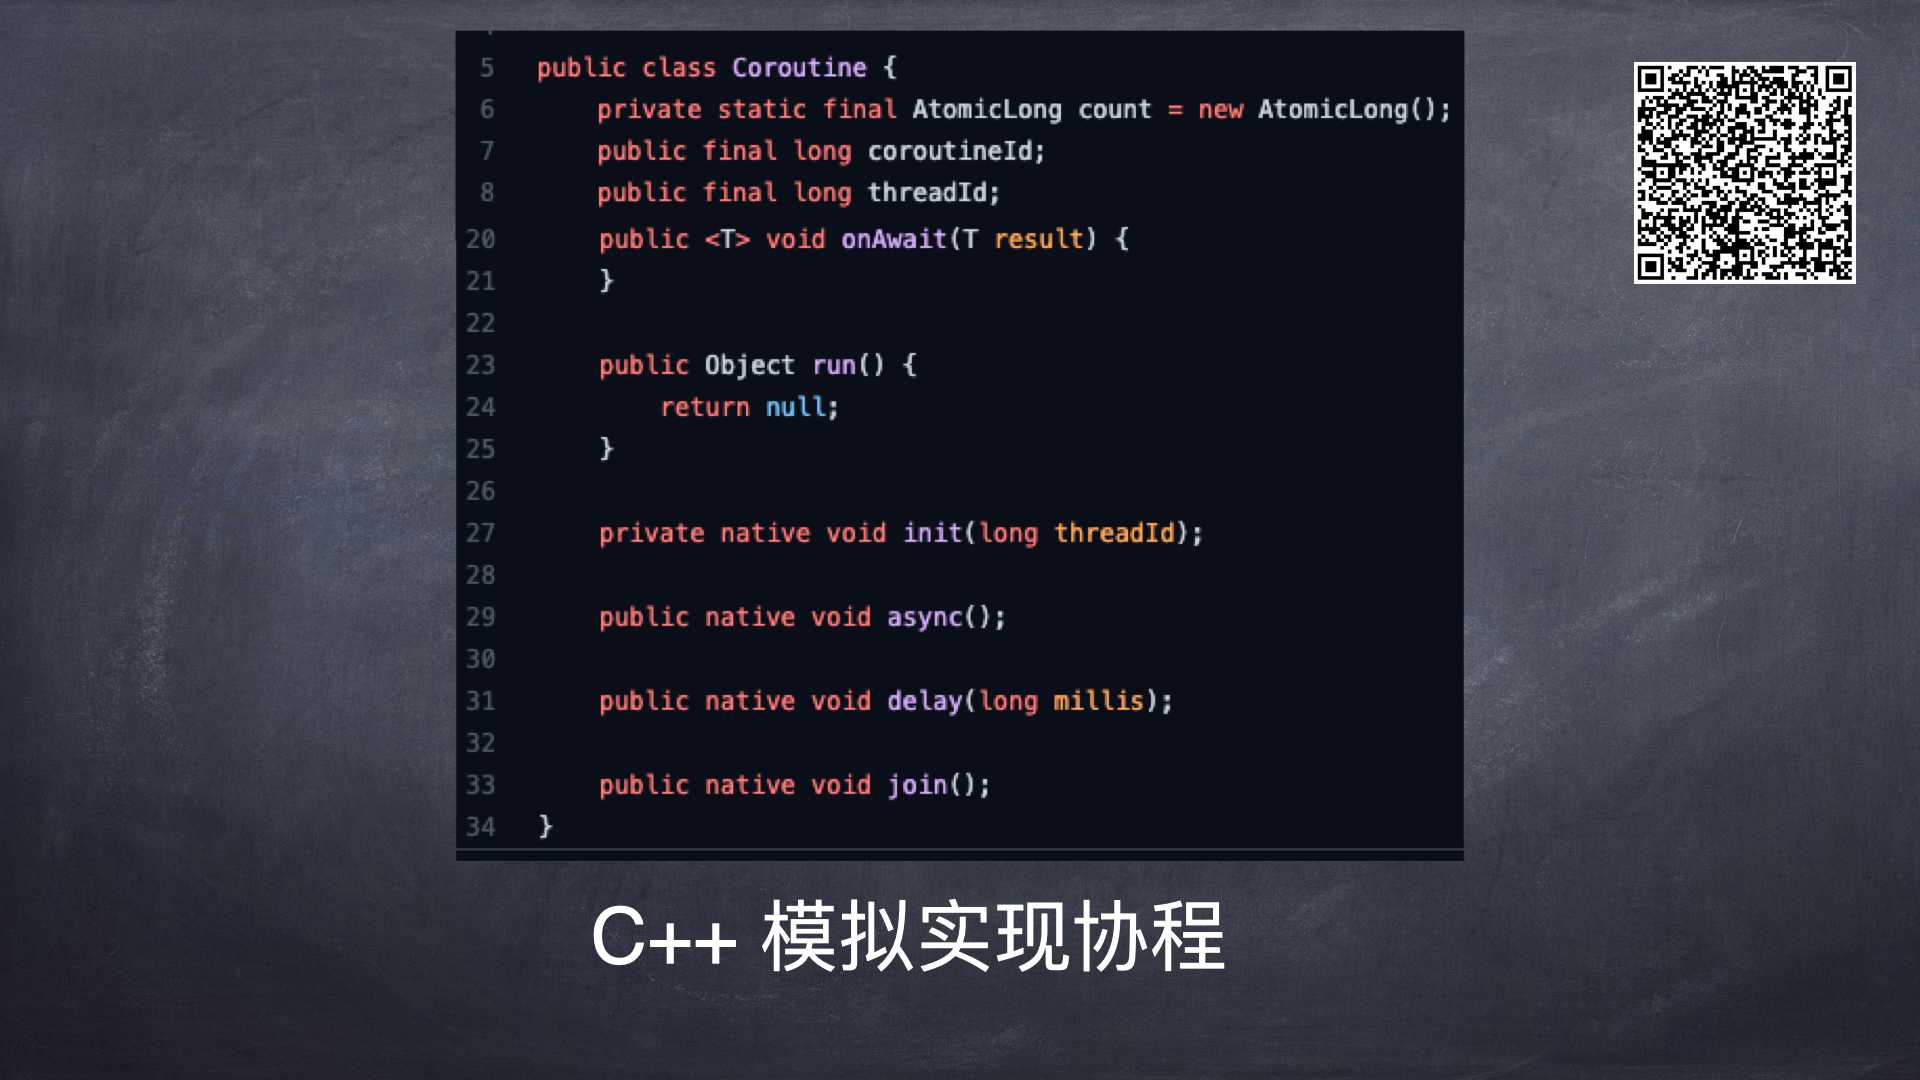 5 public class Coroutine {
6 private static final AtomicLong count = new AtomicLong();
7 public final long coroutineId;
8 public final long threadId;
20 public <T> void onAwait(T result) {
21 }
22
23 public Object run() {
24 return null;
25 }
26
27 private native void init(long threadId);
28
29 public native void async();
30
31 public native void delay(long millis);
32
33 public native void join();
34 }
C++ 模拟实现协程